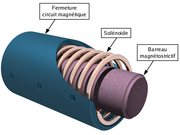 Fermeture
circuit magnétique
Solénoïde
Barreau
magnétostrictif